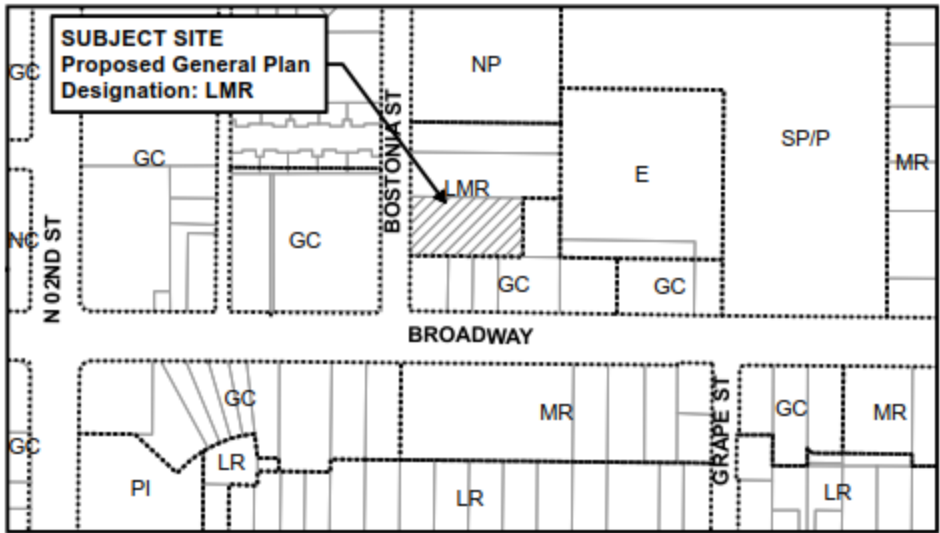 SUBJECT SITE
Proposed General Plan
Designation: LMR
GC
NP
GC
BOSTONIA ST
SP/P
MR
E
LMR
NC
N 02ND ST
GC
GC
GC
BROADWAY
GC
GC
MR
GRAPE ST
GC
MR
LR
PI
LR
LR